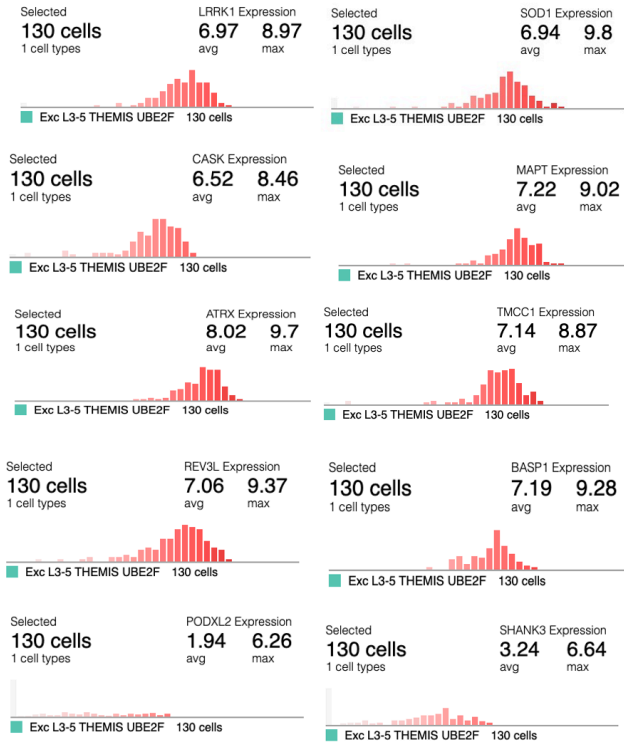 Selected LRRK1 Expression
130 cells 6.97 8.97
1 cell types avg max
Exc L3-5 THEMIS UBE2F 130 cells
Selected SOD1 Expression
130 cells 6.94 9.8
1 cell types avg max
Exc L3-5 THEMIS UBE2F 130 cells
Selected CASK Expression
130 cells 6.52 8.46
1 cell types avg max
Exc L3-5 THEMIS UBE2F 130 cells
Selected MAPT Expression
130 cells 7.22 9.02
1 cell types avg max
Exc L3-5 THEMIS UBE2F 130 cells
Selected ATRX Expression
130 cells 8.02 9.7
1 cell types avg max
Exc L3-5 THEMIS UBE2F 130 cells
Selected TMCC1 Expression
130 cells 7.14 8.87
1 cell types avg max
Exc L3-5 THEMIS UBE2F 130 cells
Selected REV3L Expression
130 cells 7.06 9.37
1 cell types avg max
Exc L3-5 THEMIS UBE2F 130 cells
Selected BASP1 Expression
130 cells 7.19 9.28
1 cell types avg max
Exc L3-5 THEMIS UBE2F 130 cells
Selected PODXL2 Expression
130 cells 1.94 6.26
1 cell types avg max
Exc L3-5 THEMIS UBE2F 130 cells
Selected SHANK3 Expression
130 cells 3.24 6.64
1 cell types avg max
Exc L3-5 THEMIS UBE2F 130 cells